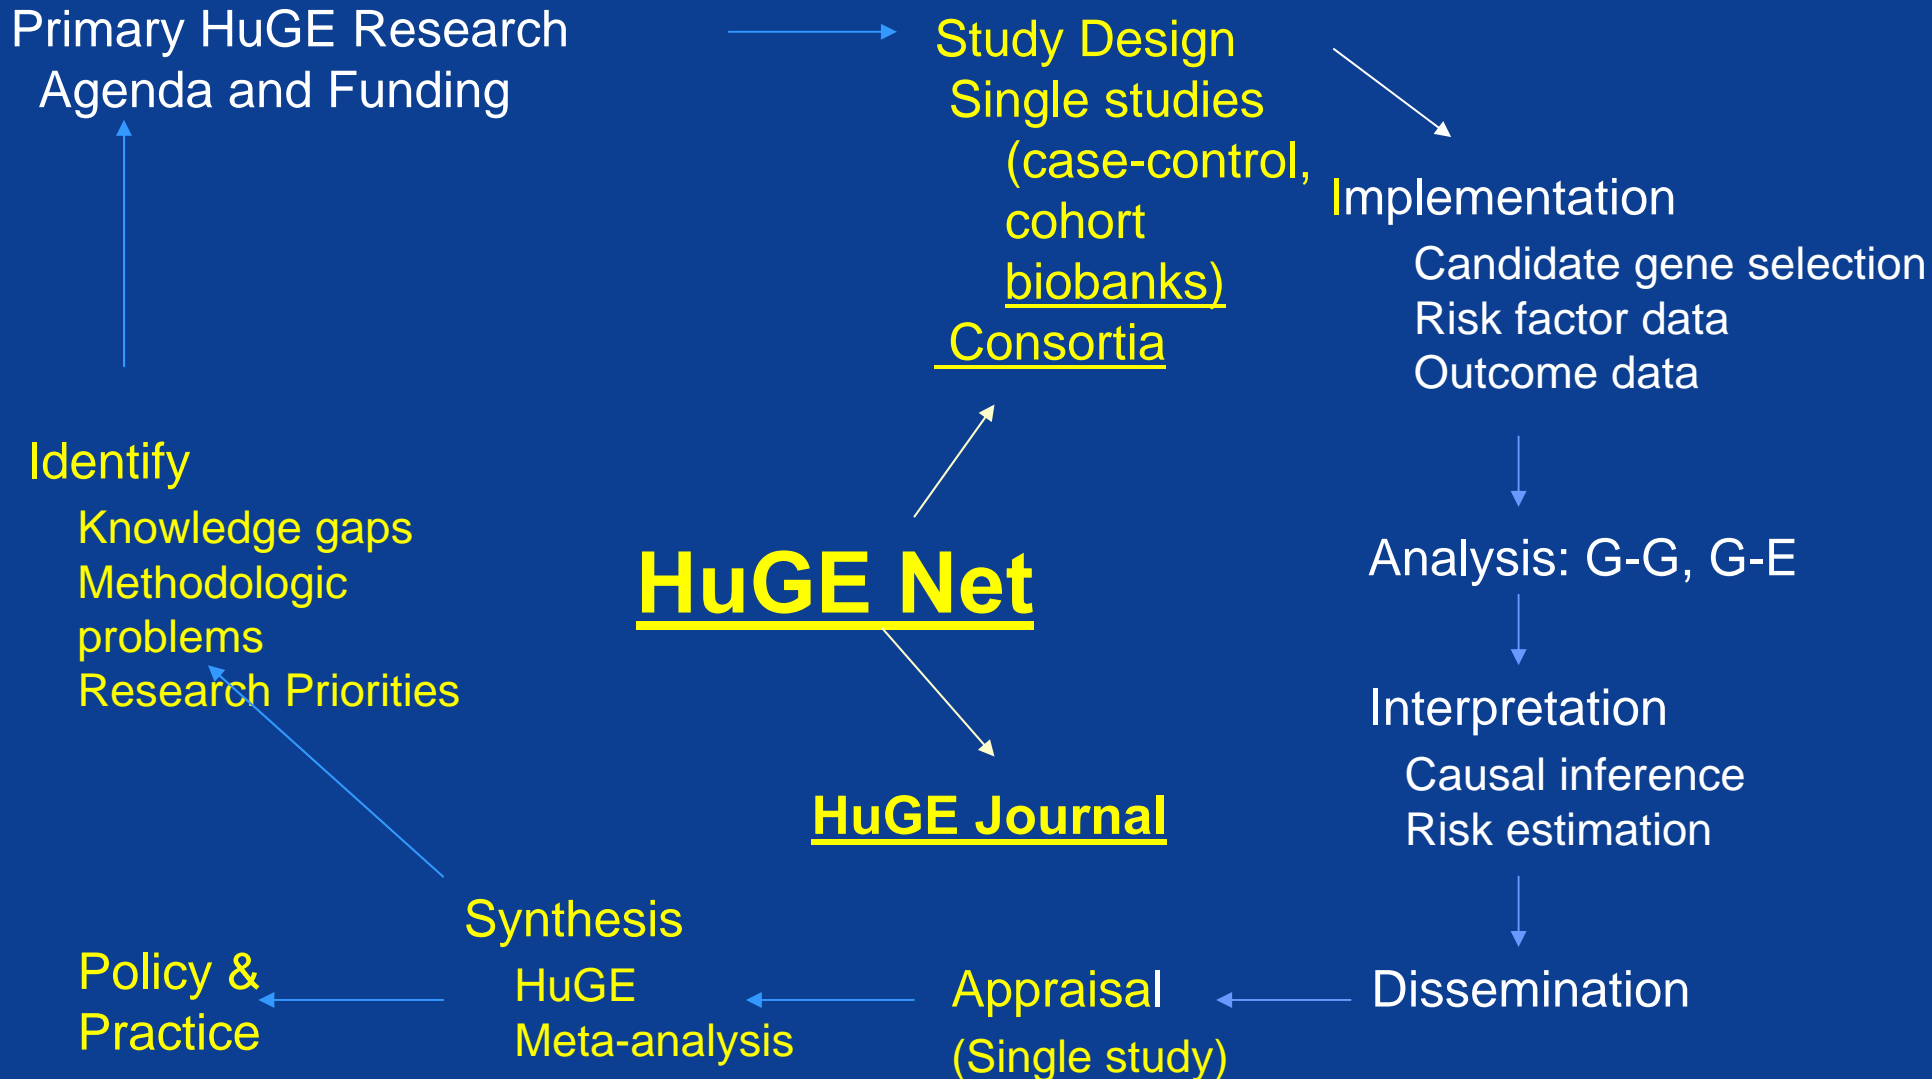 Primary HuGE Research
Agenda and Funding
Study Design
Single studies
(case-control,
cohort
biobanks)
Consortia
Implementation
Candidate gene selection
Risk factor data
Outcome data
Analysis: G-G, G-E
Interpretation
Causal inference
Risk estimation
Dissemination
Appraisal
(Single study)
Synthesis
HuGE
Meta-analysis
Policy &
Practice
Identify
Knowledge gaps
Methodologic
problems
Research Priorities
HuGE Net
HuGE Journal